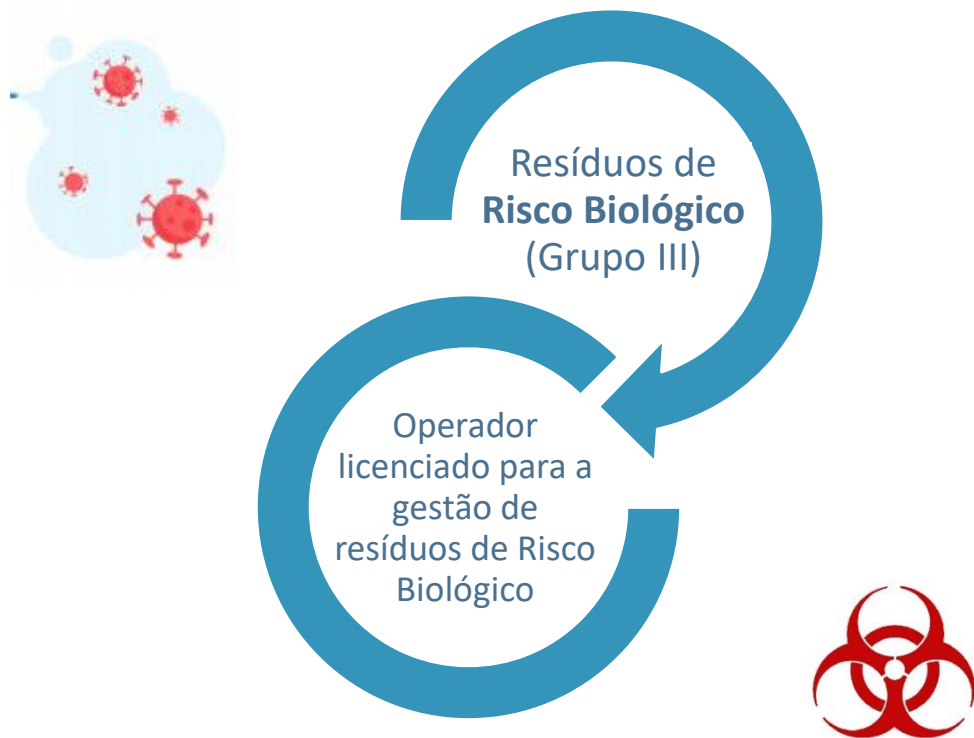 Resíduos de
Risco Biológico
(Grupo III)
Operador
licenciado para a
gestão de
resíduos de Risco
Biológico